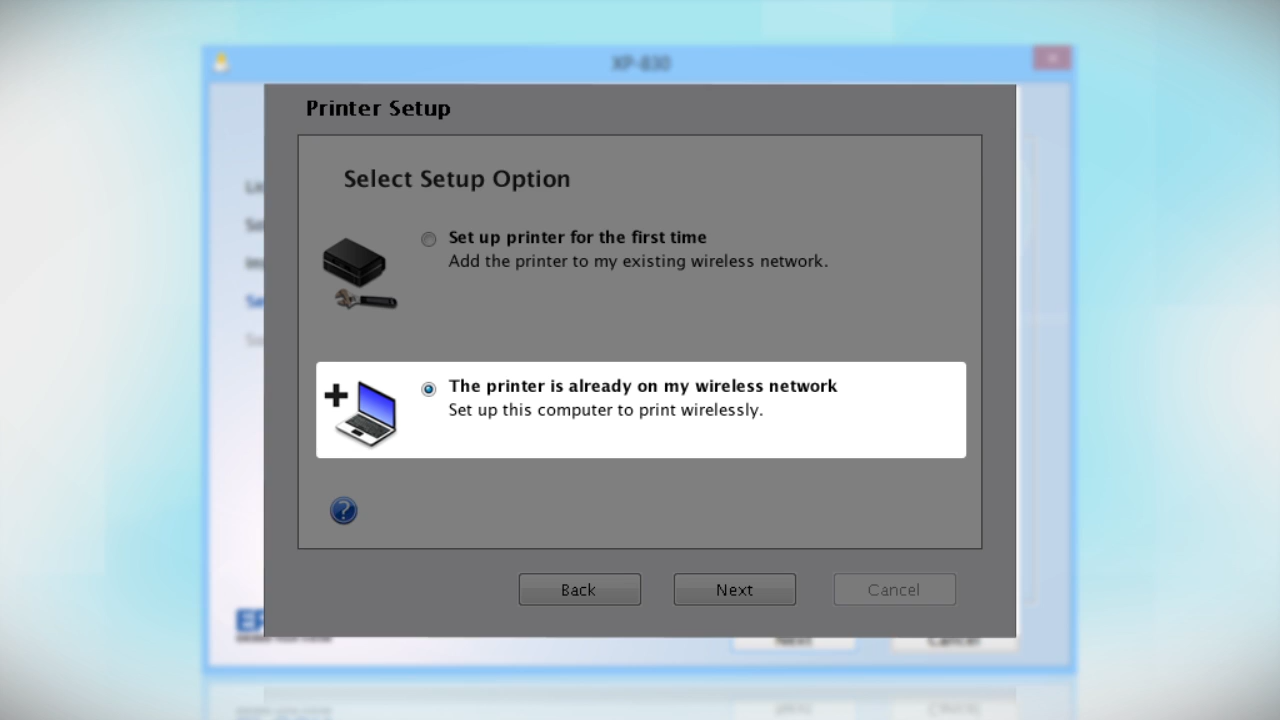 XP-830
Printer Setup
Select Setup Option
Set up printer for the first time
Add the printer to my existing wireless network.
The printer is already on my wireless network
Set up this computer to print wirelessly.
?
Back
Next
Cancel
Next
Cancel